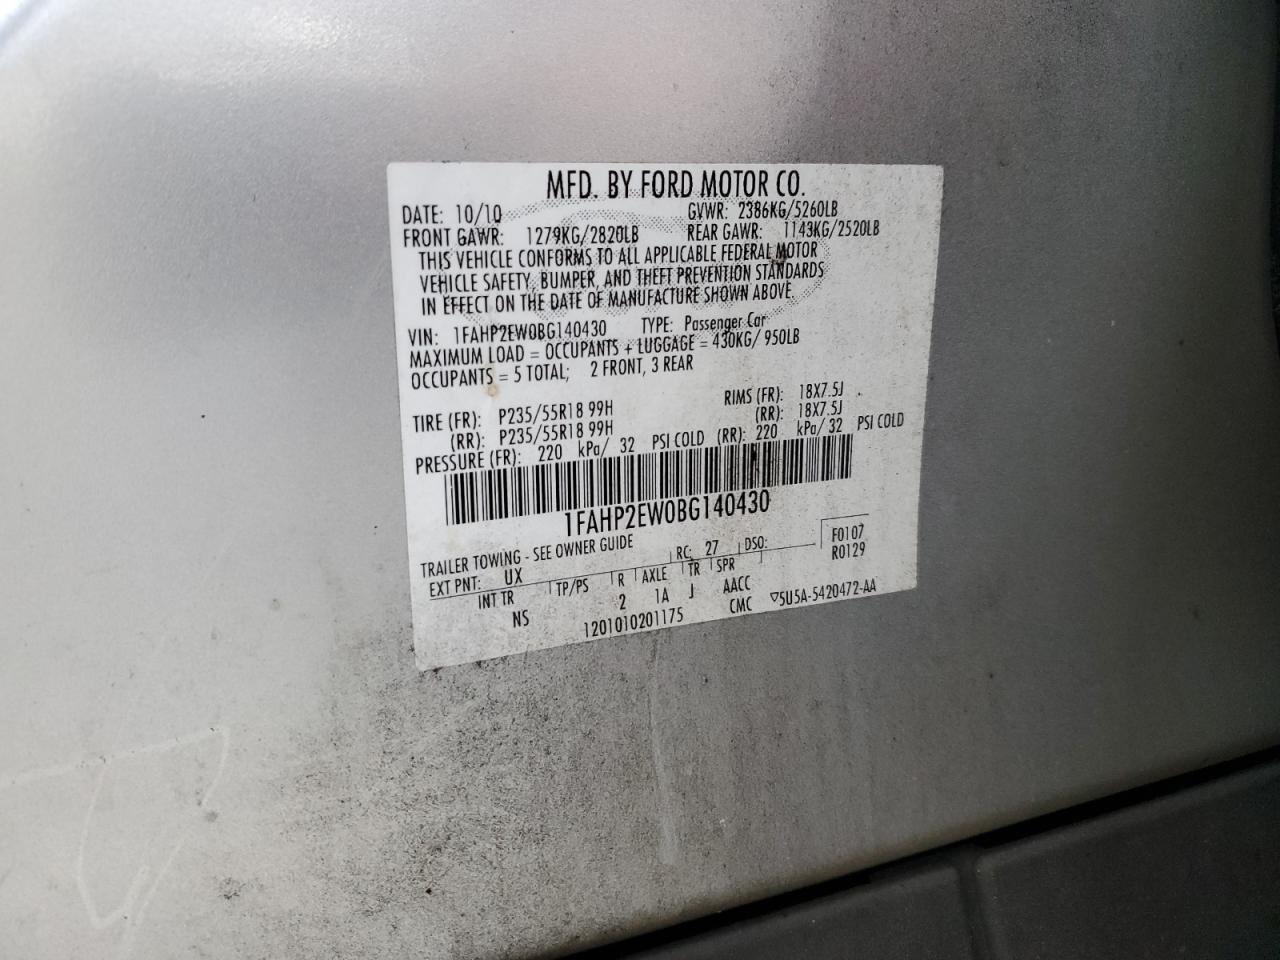 MFD. BY FORD MOTOR CO.
DATE: 10/10 GVWR: 2386KG/5260LB
FRONT GAWR: 1279KG/2820LB REAR GAWR: 1143KG/2520LB
THIS VEHICLE CONFORMS TO ALL APPLICABLE FEDERAL MOTOR
VEHICLE SAFETY, BUMPER, AND THEFT PREVENTION STANDARDS
IN EFFECT ON THE DATE OF MANUFACTURE SHOWN ABOVE.
VIN: 1FAHP2EW0BG140430 TYPE: Passenger Car
MAXIMUM LOAD = OCCUPANTS + LUGGAGE = 430KG/ 950LB
OCCUPANTS = 5 TOTAL; 2 FRONT, 3 REAR
TIRE (FR): P235/55R18 99H RIMS (FR): 18X7.5J
(RR): P235/55R18 99H (RR): 18X7.5J
PRESSURE (FR): 220 kPa/ 32 PSI COLD (RR): 220 kPa/ 32 PSI COLD
1FAHP2EW0BG140430
TRAILER TOWING - SEE OWNER GUIDE
EXT PNT: UX RC: 27 DSO: F0107
R0129
INT TR TP/PS R AXLE TR SPR
NS 2 1A J AACC
1201010201175 CMC ▽5U5A-5420472-AA